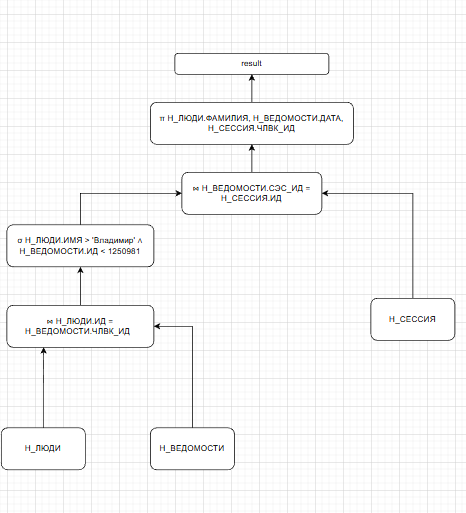 result
π Н_ЛЮДИ.ФАМИЛИЯ, Н_ВЕДОМОСТИ.ДАТА,
Н_СЕССИЯ.ЧЛВК_ИД
⋈ Н_ВЕДОМОСТИ.СЭС_ИД =
Н_СЕССИЯ.ИД
σ Н_ЛЮДИ.ИМЯ > 'Владимир' ∧
Н_ВЕДОМОСТИ.ИД < 1250981
⋈ Н_ЛЮДИ.ИД =
Н_ВЕДОМОСТИ.ЧЛВК_ИД
Н_СЕССИЯ
Н_ЛЮДИ
Н_ВЕДОМОСТИ